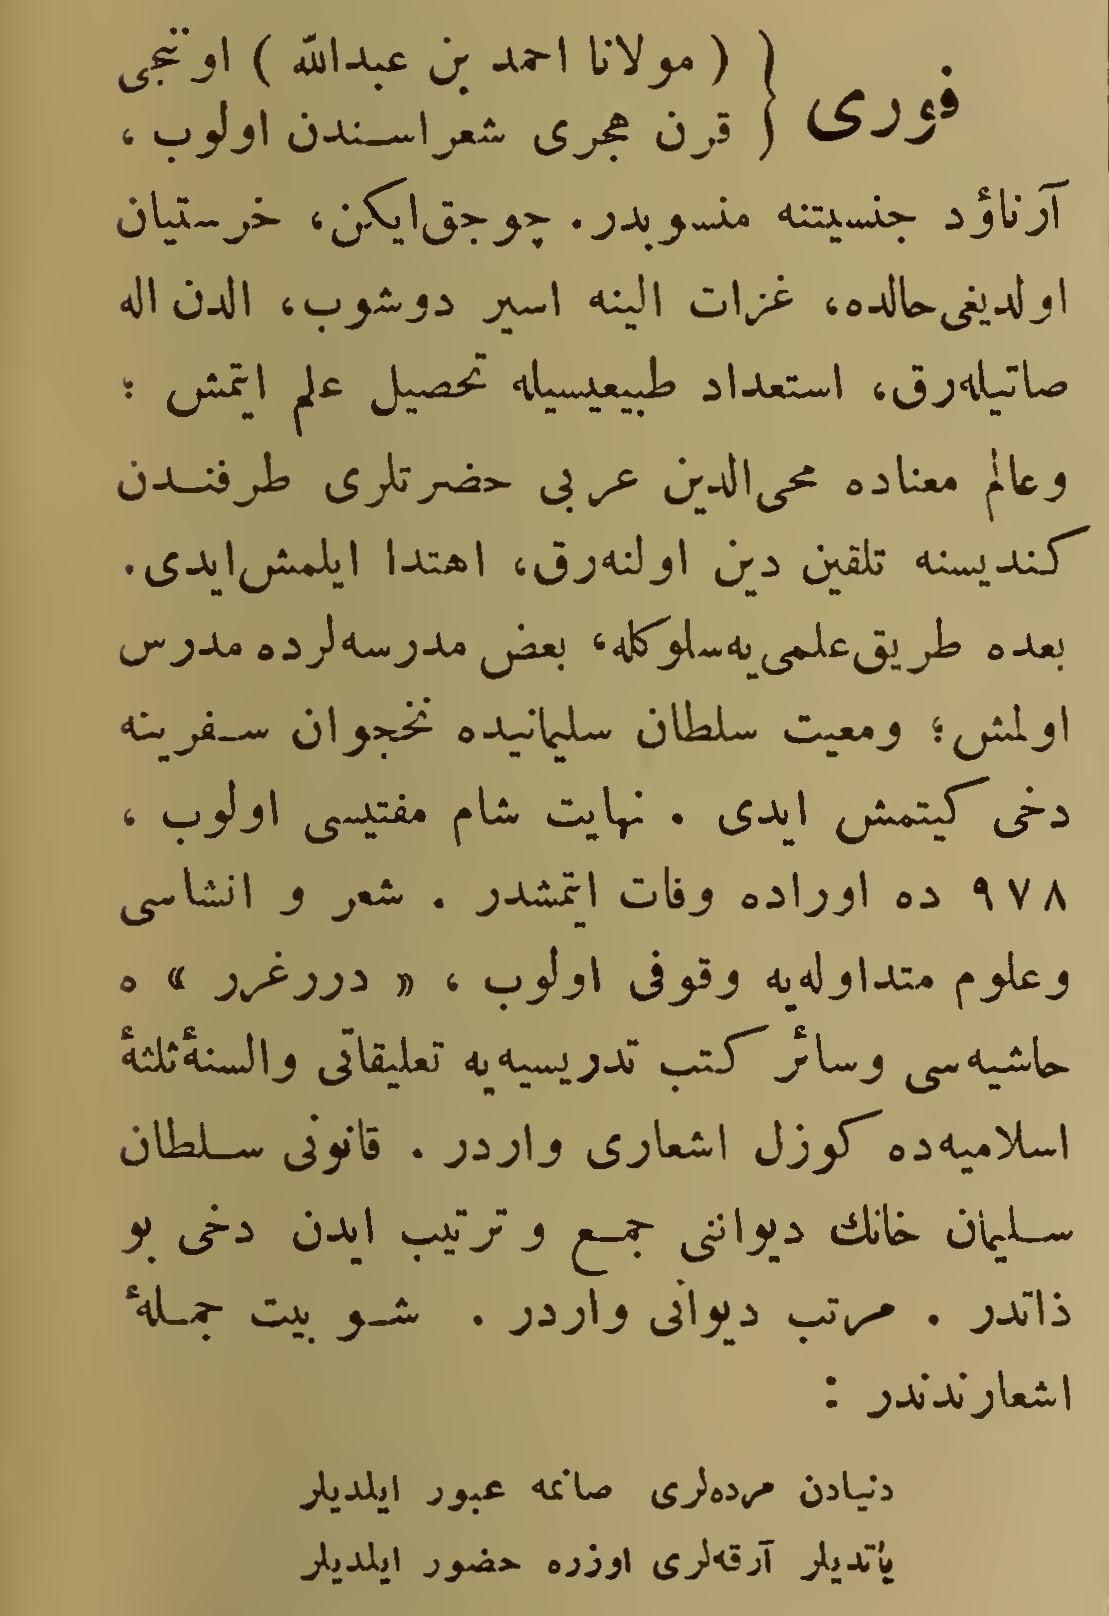 فوری { ( مولانا احمد بن عبدالله ) اوننجی
قرن هجری شعراسندن اولوب ،
آرناؤد جنسیتنه منسوبدر. چوجق‌ایکن، خرستیان
اولدیغی‌حالده، غزات الینه اسیر دوشوب، الدن اله
صاتیله‌رق، استعداد طبیعیسیله تحصیل علم ایتمش ؛
وعالم معناده محی‌الدین عربی حضرتلری طرفندن
کندیسنه تلقین دین اولنه‌رق، اهتدا ایلمش‌ایدی.
بعده طریق‌علمی‌یه‌سلوکله، بعض مدرسه‌لرده مدرس
اولمش؛ ومعیت سلطان سلیمانیده نخجوان سفرینه
دخی کیتمش ایدی . نهایت شام مفتیسی اولوب ،
٩٧٨ ده اوراده وفات ایتمشدر . شعر و انشاسی
وعلوم متداوله‌یه وقوفی اولوب ، « دررغرر » ه
حاشیه‌سی وسائر کتب تدریسیه‌یه تعلیقاتی والسنهٔ ثلثهٔ
اسلامیه‌ده کوزل اشعاری واردر . قانونی سلطان
سلیمان خانك دیواننی جمع و ترتیب ایدن دخی بو
ذاتدر . مرتب دیوانی واردر . شو بیت جملهٔ
اشعارندندر :
دنیادن مرده‌لری صانمه عبور ایلدیلر
یاتدیلر آرقه‌لری اوزره حضور ایلدیلر